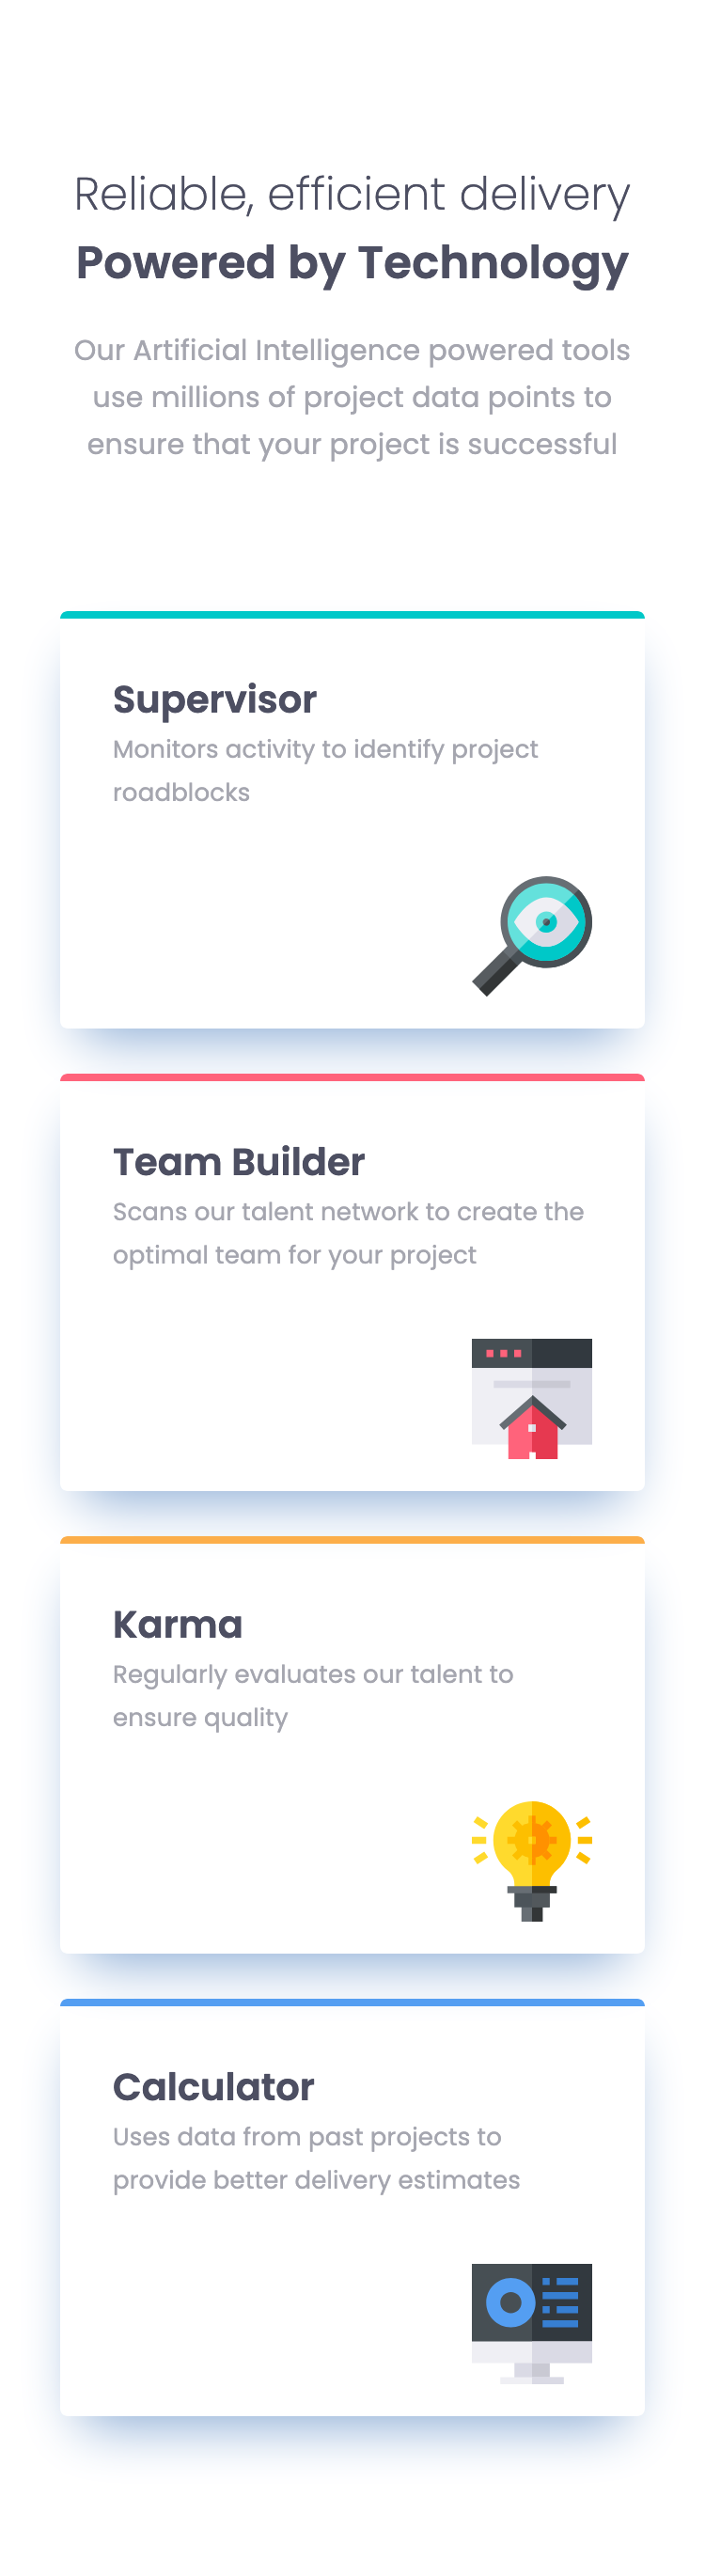 Reliable, efficient delivery
Powered by Technology
Our Artificial Intelligence powered tools
use millions of project data points to
ensure that your project is successful
Supervisor
Monitors activity to identify project
roadblocks
Team Builder
Scans our talent network to create the
optimal team for your project
Karma
Regularly evaluates our talent to
ensure quality
Calculator
Uses data from past projects to
provide better delivery estimates